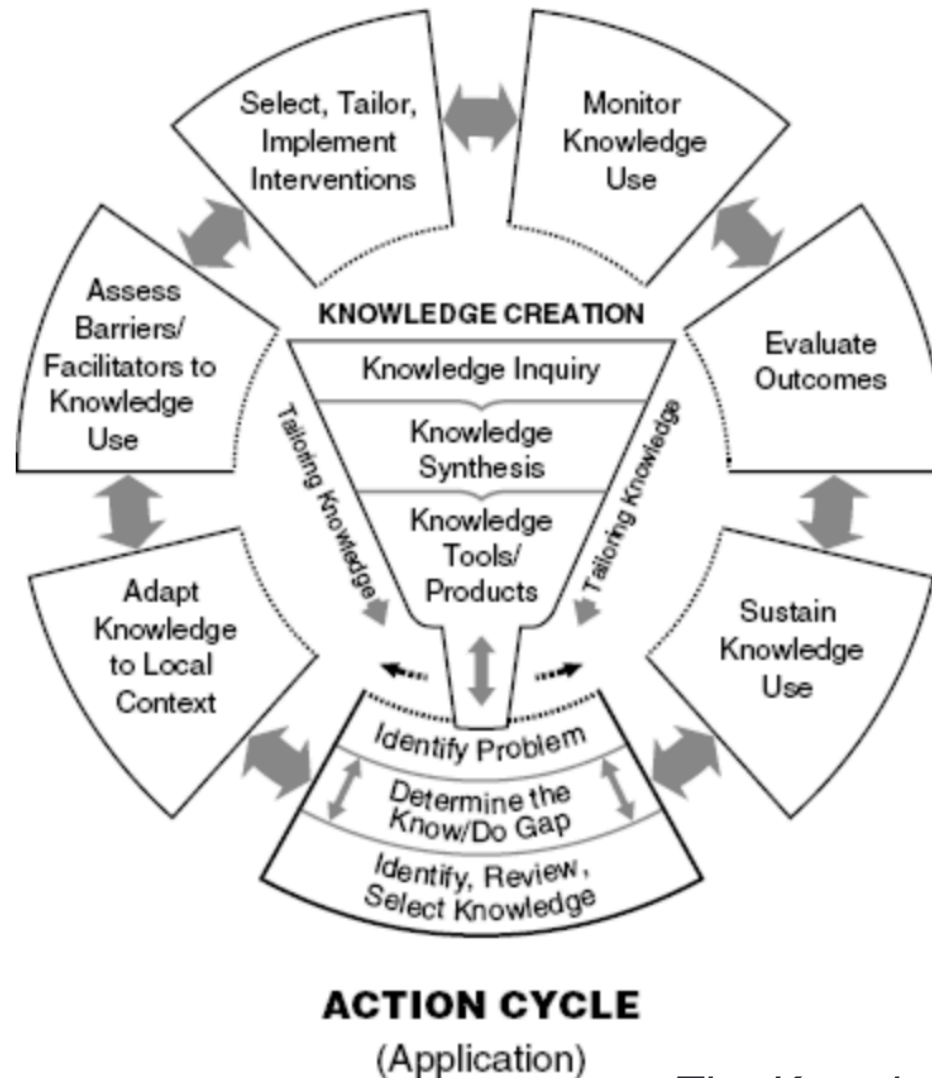 Select, Tailor,
Implement
Interventions
Monitor
Knowledge
Use
Assess
Barriers/
Facilitators to
Knowledge
Use
KNOWLEDGE CREATION
Knowledge Inquiry
Knowledge
Synthesis
Knowledge
Tools/
Products
Tailoring Knowledge
Tailoring Knowledge
Evaluate
Outcomes
Adapt
Knowledge
to Local
Context
Sustain
Knowledge
Use
Identify Problem
Determine the
Know/Do Gap
Identify, Review,
Select Knowledge
ACTION CYCLE
(Application)